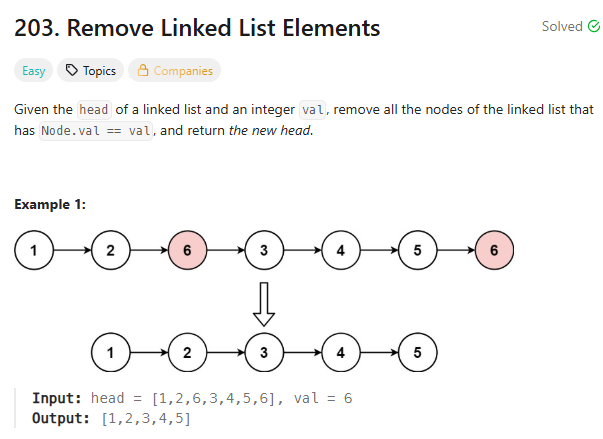 203. Remove Linked List Elements
Solved
Easy
Topics
Companies
Given the head of a linked list and an integer val, remove all the nodes of the linked list that
has Node.val == val, and return the new head.
Example 1:
1 2 6 3 4 5 6
1 2 3 4 5
Input: head = [1,2,6,3,4,5,6], val = 6
Output: [1,2,3,4,5]